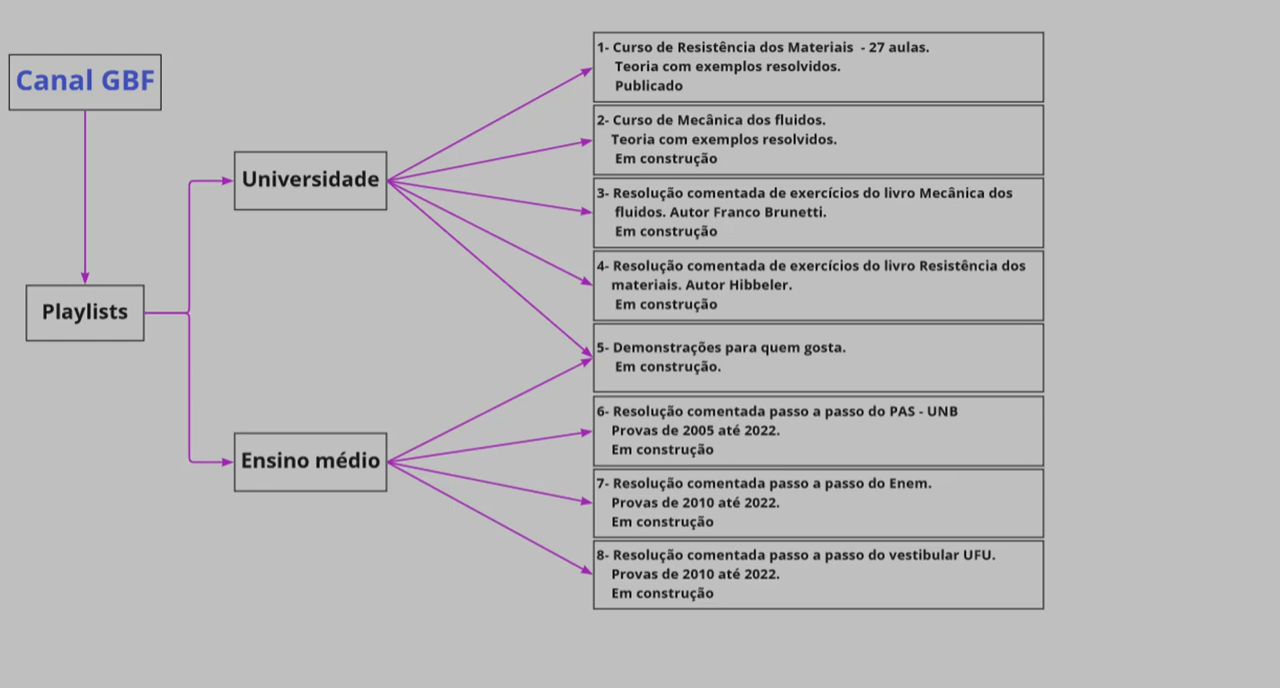 Canal GBF
Playlists
Universidade
Ensino médio
1- Curso de Resistência dos Materiais - 27 aulas.
Teoria com exemplos resolvidos.
Publicado
2- Curso de Mecânica dos fluidos.
Teoria com exemplos resolvidos.
Em construção
3- Resolução comentada de exercícios do livro Mecânica dos
fluidos. Autor Franco Brunetti.
Em construção
4- Resolução comentada de exercícios do livro Resistência dos
materiais. Autor Hibbeler.
Em construção
5- Demonstrações para quem gosta.
Em construção.
6- Resolução comentada passo a passo do PAS - UNB
Provas de 2005 até 2022.
Em construção
7- Resolução comentada passo a passo do Enem.
Provas de 2010 até 2022.
Em construção
8- Resolução comentada passo a passo do vestibular UFU.
Provas de 2010 até 2022.
Em construção